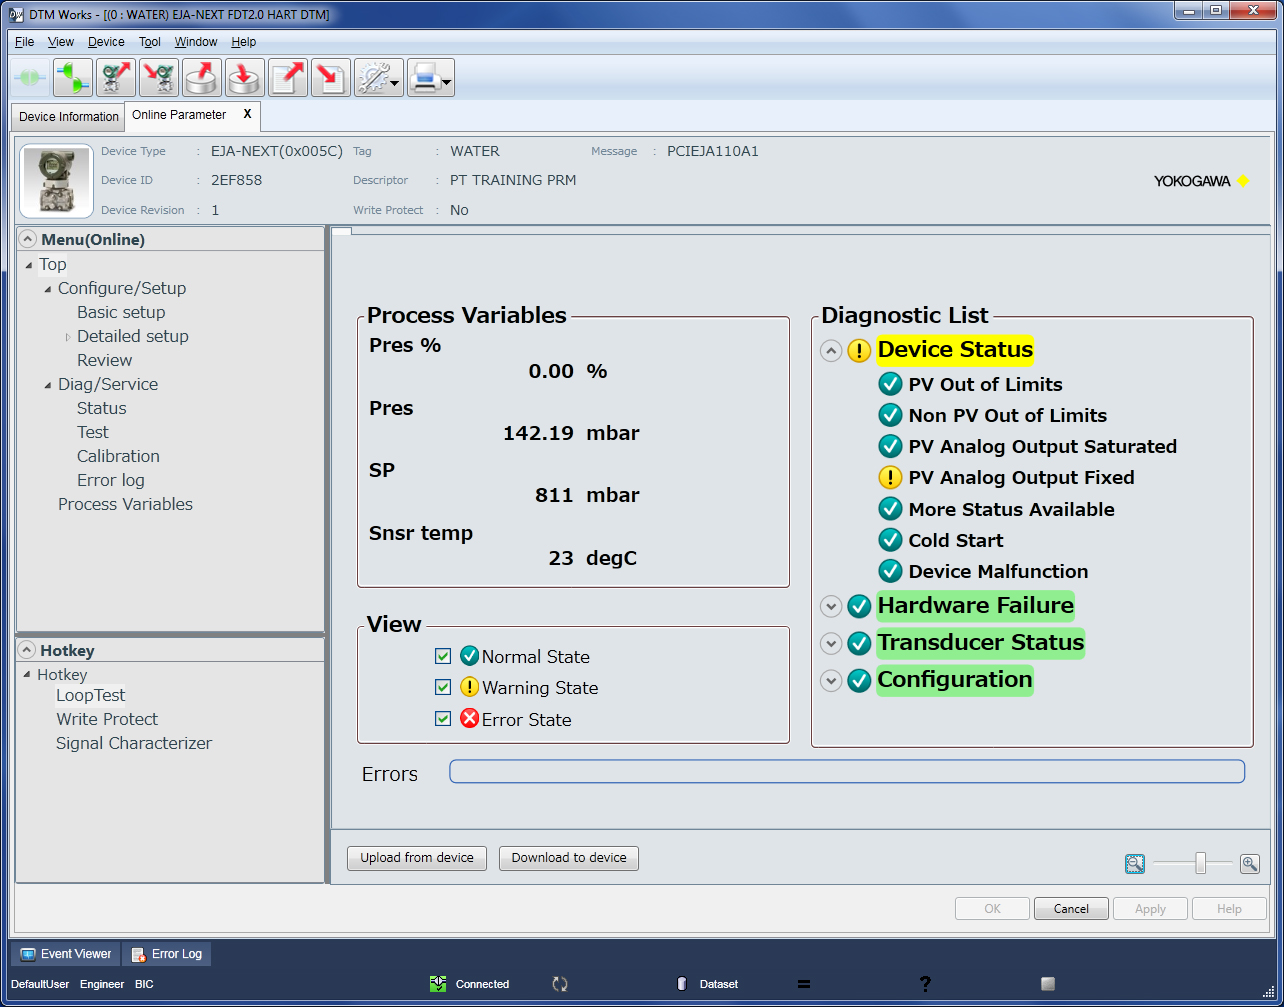 DTM Works - [(0 : WATER) EJA-NEXT FDT2.0 HART DTM]
File View Device Tool Window Help
Device Information Online Parameter X
Device Type : EJA-NEXT(0x005C) Tag : WATER Message : PCIEJA110A1
Device ID : 2EF858 Descriptor : PT TRAINING PRM
YOKOGAWA
Device Revision : 1 Write Protect : No
Menu(Online)
Top
Configure/Setup
Basic setup
Detailed setup
Review
Diag/Service
Status
Test
Calibration
Error log
Process Variables
Hotkey
Hotkey
LoopTest
Write Protect
Signal Characterizer
Process Variables
Pres %
0.00 %
Pres
142.19 mbar
SP
811 mbar
Snsr temp
23 degC
View
Normal State
Warning State
Error State
Diagnostic List
Device Status
PV Out of Limits
Non PV Out of Limits
PV Analog Output Saturated
PV Analog Output Fixed
More Status Available
Cold Start
Device Malfunction
Hardware Failure
Transducer Status
Configuration
Errors
Upload from device Download to device
OK Cancel Apply Help
Event Viewer Error Log
DefaultUser Engineer BIC Connected Dataset = ?